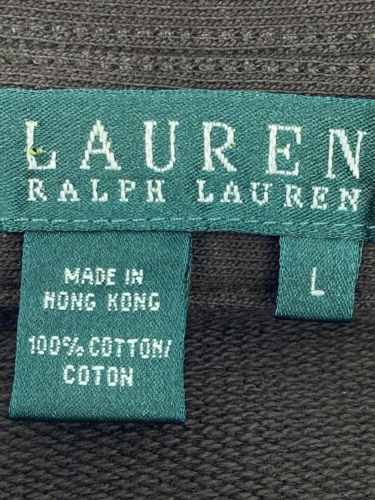 LAUREN
RALPH LAUREN
MADE IN
HONG KONG
100% COTTON/
COTON
L